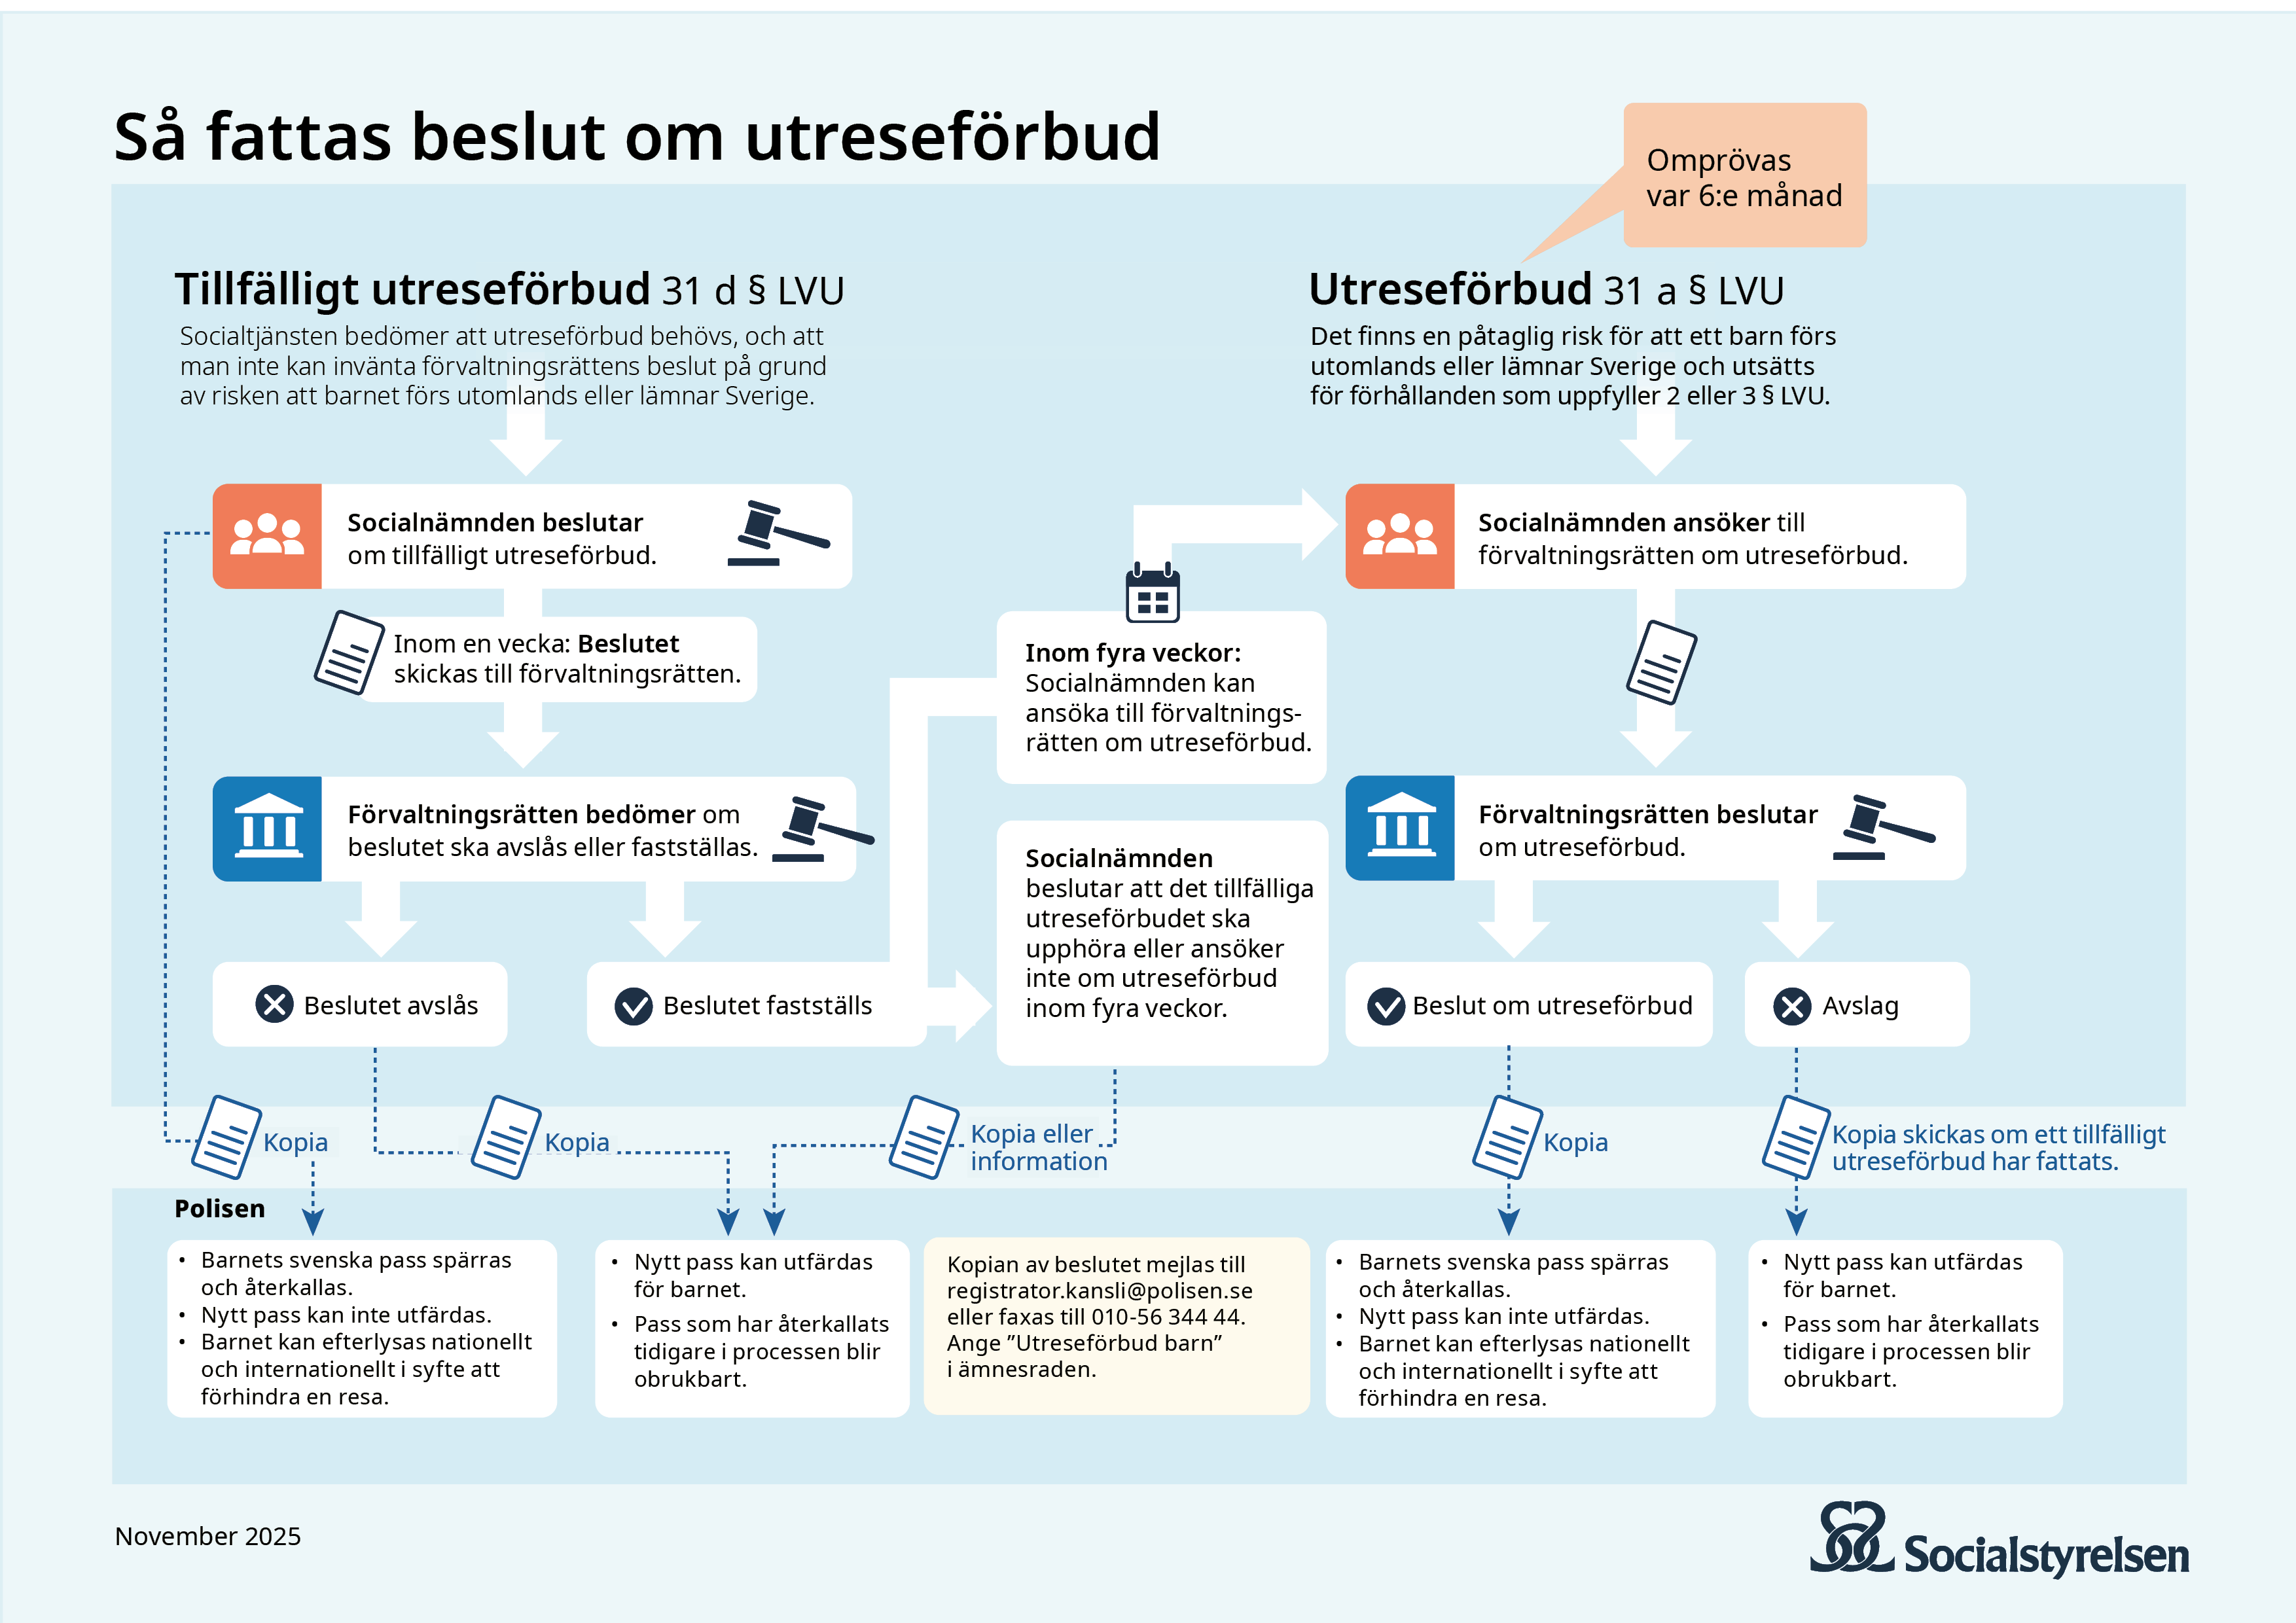 Så fattas beslut om utreseförbud
Omprövas
var 6:e månad
Tillfälligt utreseförbud 31 d § LVU
Socialtjänsten bedömer att utreseförbud behövs, och att
man inte kan invänta förvaltningsrättens beslut på grund
av risken att barnet förs utomlands eller lämnar Sverige.
Socialnämnden beslutar
om tillfälligt utreseförbud.
Inom en vecka: Beslutet
skickas till förvaltningsrätten.
Förvaltningsrätten bedömer om
beslutet ska avslås eller fastställas.
Beslutet avslås
Beslutet fastställs
Inom fyra veckor:
Socialnämnden kan
ansöka till förvaltnings-
rätten om utreseförbud.
Socialnämnden
beslutar att det tillfälliga
utreseförbudet ska
upphöra eller ansöker
inte om utreseförbud
inom fyra veckor.
Utreseförbud 31 a § LVU
Det finns en påtaglig risk för att ett barn förs
utomlands eller lämnar Sverige och utsätts
för förhållanden som uppfyller 2 eller 3 § LVU.
Socialnämnden ansöker till
förvaltningsrätten om utreseförbud.
Förvaltningsrätten beslutar
om utreseförbud.
Beslut om utreseförbud
Avslag
Kopia
Kopia
Kopia eller
information
Kopia
Kopia skickas om ett tillfälligt
utreseförbud har fattats.
Polisen
• Barnets svenska pass spärras
och återkallas.
• Nytt pass kan inte utfärdas.
• Barnet kan efterlysas nationellt
och internationellt i syfte att
förhindra en resa.
• Nytt pass kan utfärdas
för barnet.
• Pass som har återkallats
tidigare i processen blir
obrukbart.
Kopian av beslutet mejlas till
registrator.kansli@polisen.se
eller faxas till 010-56 344 44.
Ange ”Utreseförbud barn”
i ämnesraden.
• Barnets svenska pass spärras
och återkallas.
• Nytt pass kan inte utfärdas.
• Barnet kan efterlysas nationellt
och internationellt i syfte att
förhindra en resa.
• Nytt pass kan utfärdas
för barnet.
• Pass som har återkallats
tidigare i processen blir
obrukbart.
November 2025
Socialstyrelsen